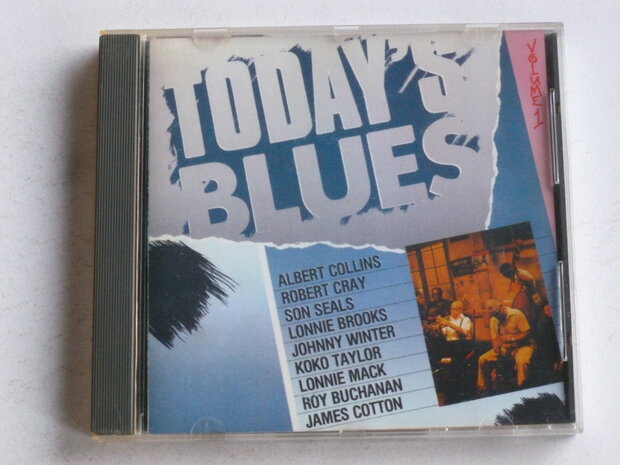 TODAY'S
BLUES
VOLUME 1
ALBERT COLLINS
ROBERT CRAY
SON SEALS
LONNIE BROOKS
JOHNNY WINTER
KOKO TAYLOR
LONNIE MACK
ROY BUCHANAN
JAMES COTTON